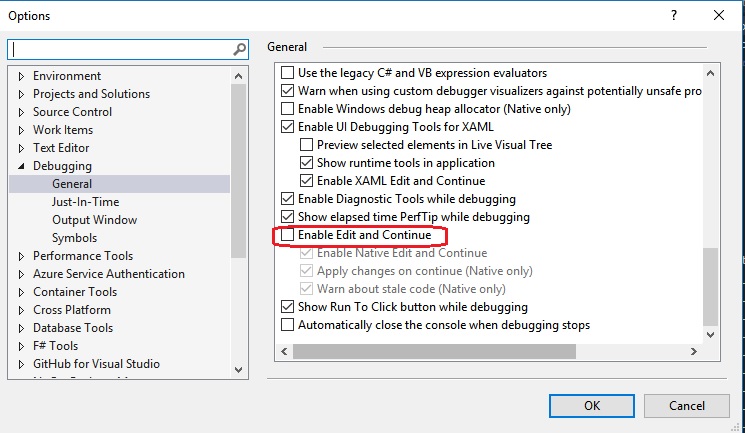 Options
General
Environment
Projects and Solutions
Source Control
Work Items
Text Editor
Debugging
General
Just-In-Time
Output Window
Symbols
Performance Tools
Azure Service Authentication
Container Tools
Cross Platform
Database Tools
F# Tools
GitHub for Visual Studio
Use the legacy C# and VB expression evaluators
Warn when using custom debugger visualizers against potentially unsafe pro
Enable Windows debug heap allocator (Native only)
Enable UI Debugging Tools for XAML
Preview selected elements in Live Visual Tree
Show runtime tools in application
Enable XAML Edit and Continue
Enable Diagnostic Tools while debugging
Show elapsed time PerfTip while debugging
Enable Edit and Continue
Enable Native Edit and Continue
Apply changes on continue (Native only)
Warn about stale code (Native only)
Show Run To Click button while debugging
Automatically close the console when debugging stops
OK
Cancel